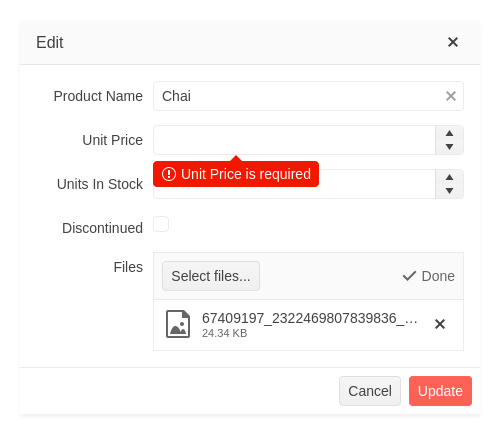 Edit
Product Name Chai
Unit Price
Unit Price is required
Units In Stock
Discontinued
Files Select files... Done
67409197_2322469807839836_...
24.34 KB
Cancel Update